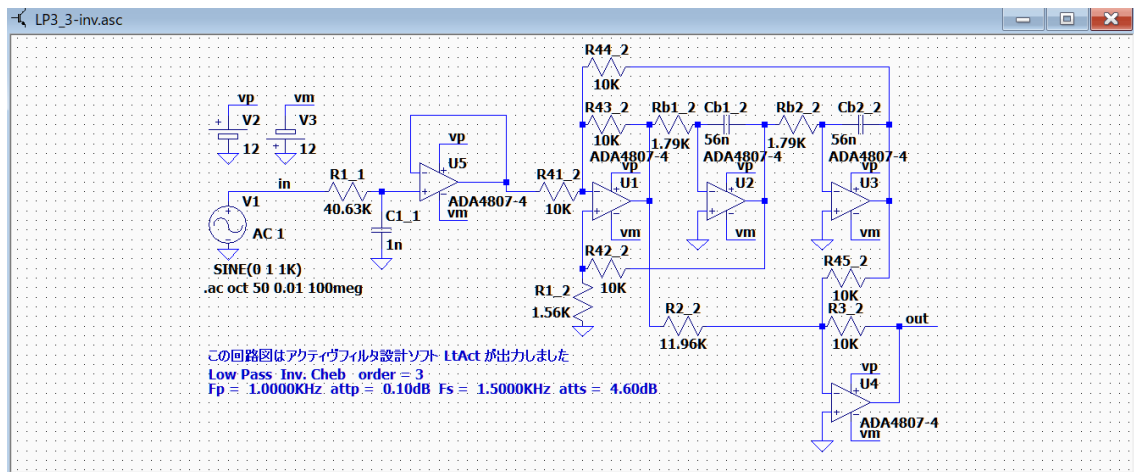 LP3_3-inv.asc
R44_2
10K
vp
vm
V2
V3
12
12
R43_2
10K
Rb1_2
1.79K
Cb1_2
56n
Rb2_2
1.79K
Cb2_2
56n
ADA4807-4
ADA4807-4
ADA4807-4
vp
U5
vp
U1
vp
U2
vp
U3
in
R1_1
40.63K
R41_2
10K
V1
AC 1
C1_1
1n
vm
ADA4807-4
vm
vm
vm
SINE(0 1 1K)
.ac oct 50 0.01 100meg
R42_2
10K
R1_2
1.56K
R45_2
10K
R2_2
11.96K
R3_2
10K
out
この回路図はアクティヴフィルタ設計ソフト LtAct が出力しました
Low Pass Inv. Cheb order = 3
Fp = 1.0000KHz attp = 0.10dB Fs = 1.5000KHz atts = 4.60dB
vp
U4
ADA4807-4
vm